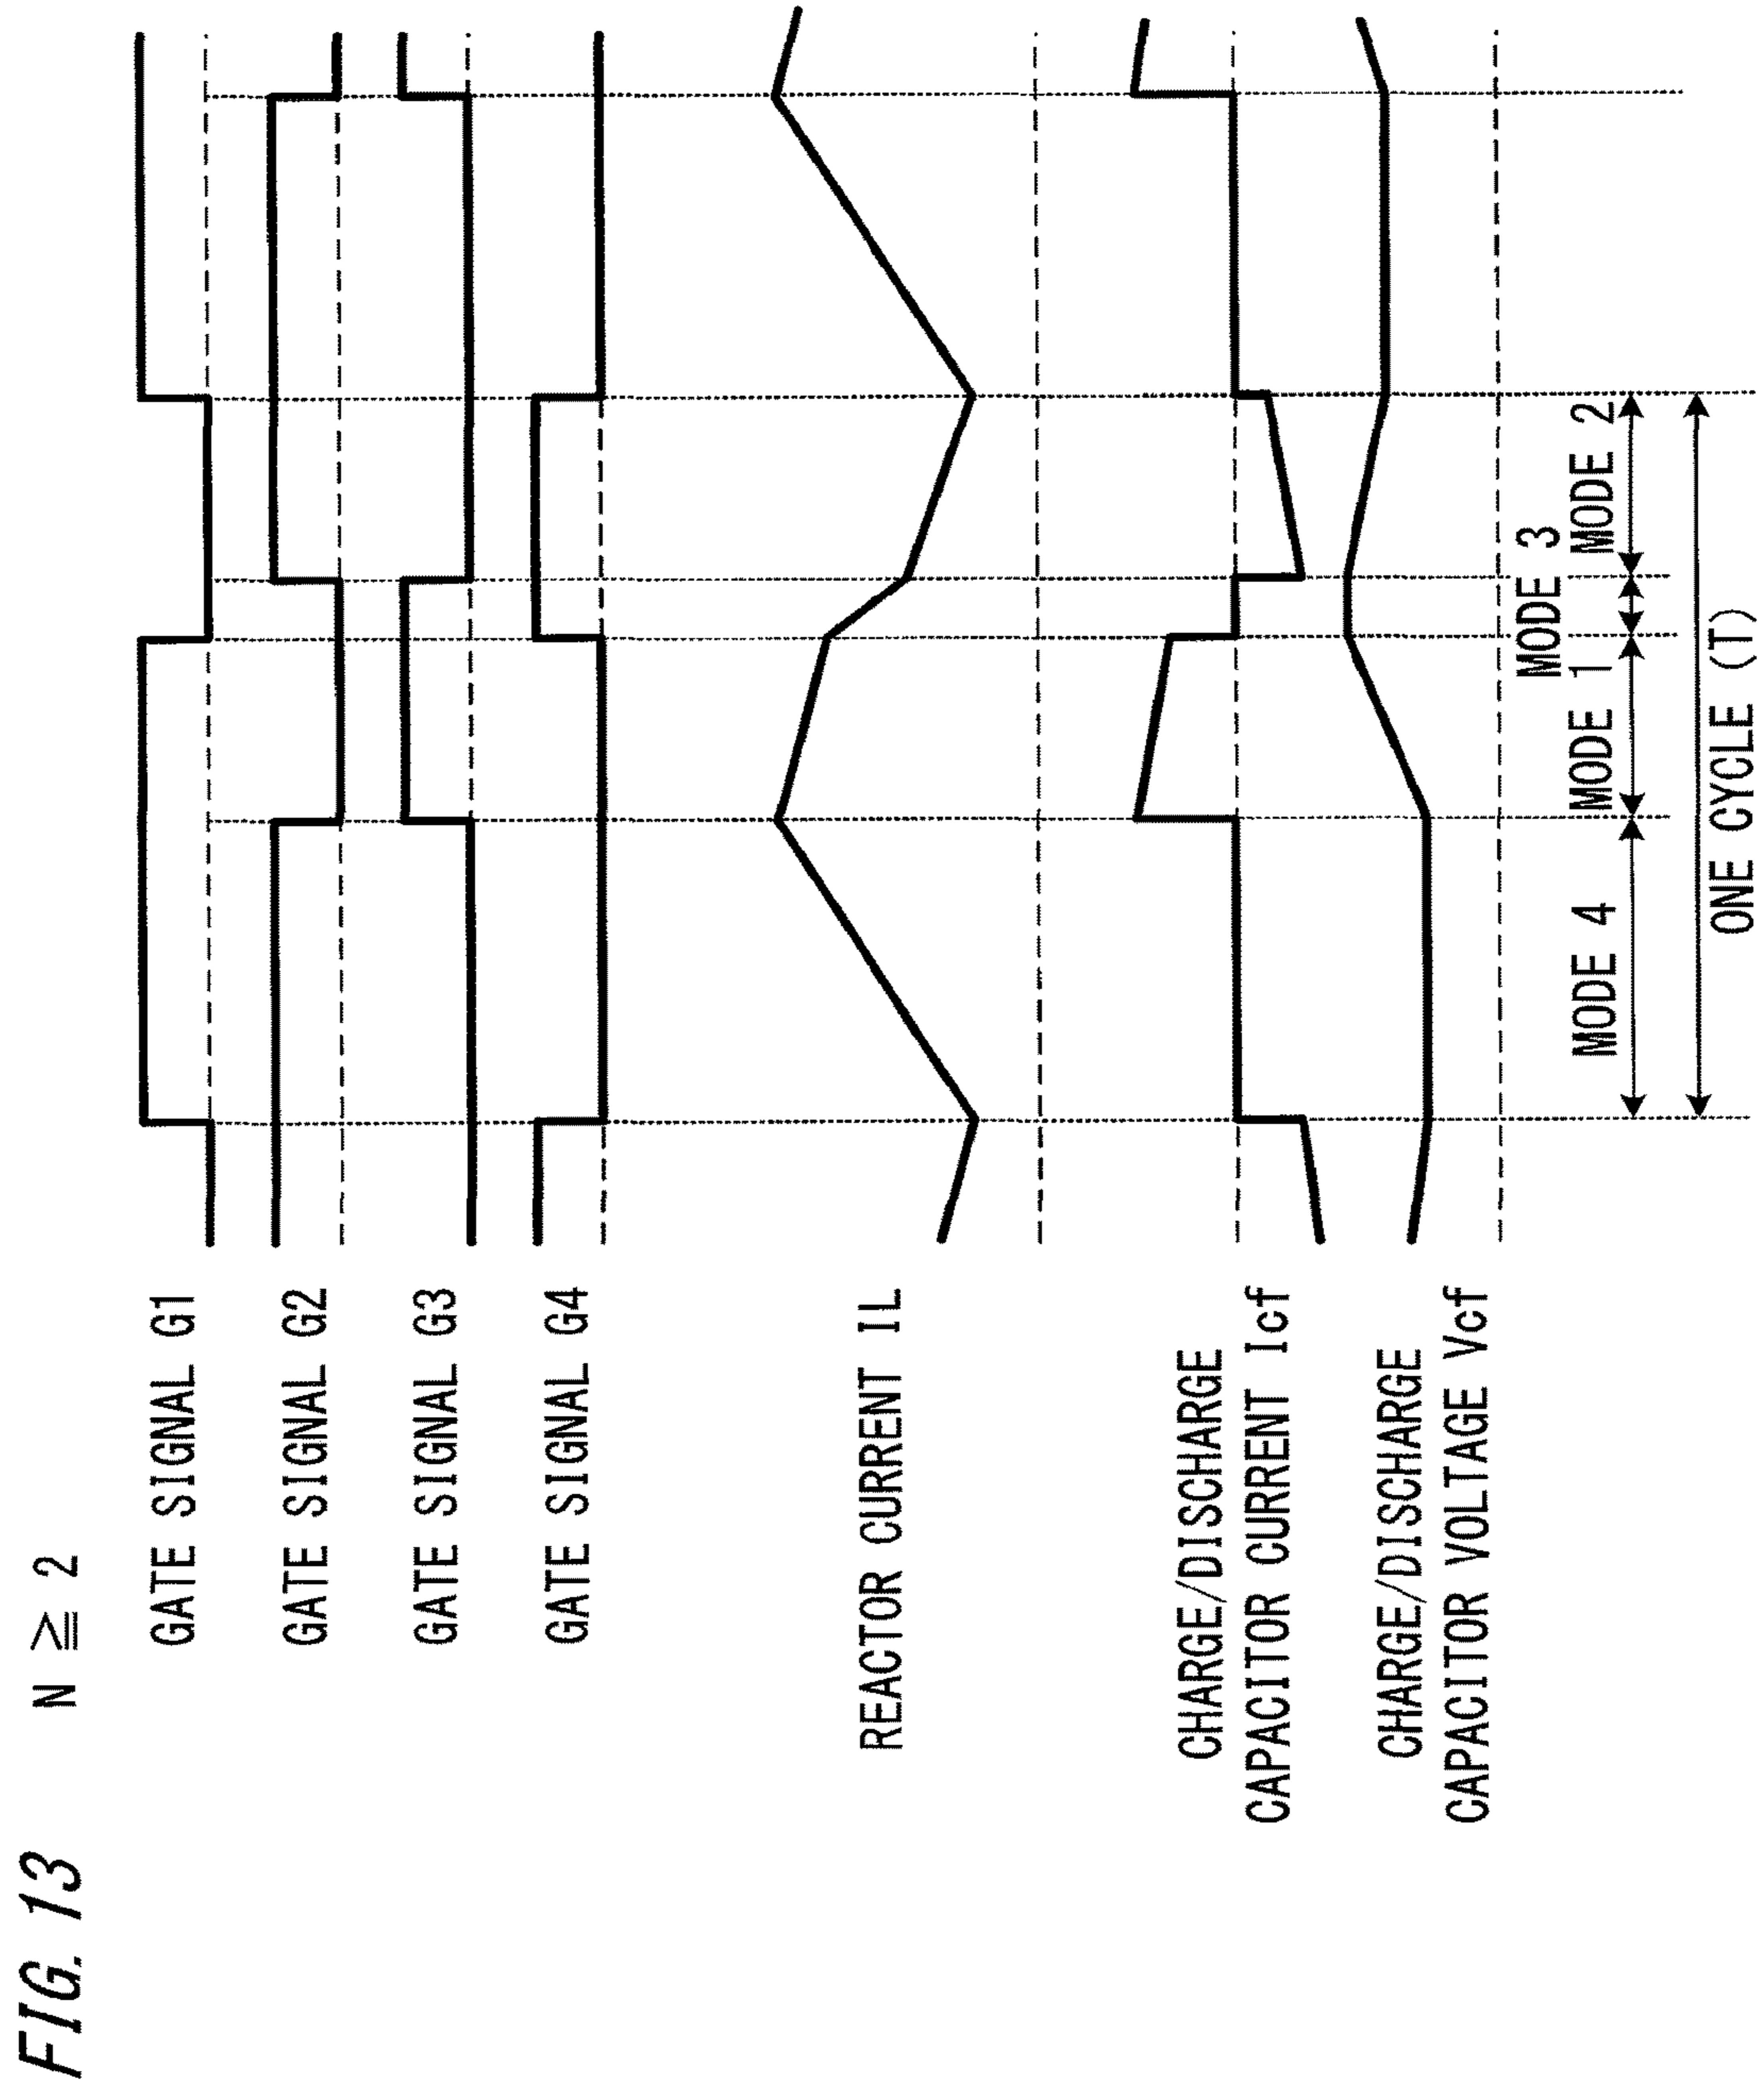 FIG. 13
N ≧ 2
GATE SIGNAL G1
GATE SIGNAL G2
GATE SIGNAL G3
GATE SIGNAL G4
REACTOR CURRENT IL
CHARGE/DISCHARGE
CAPACITOR CURRENT Icf
CHARGE/DISCHARGE
CAPACITOR VOLTAGE Vcf
MODE 3
MODE 4
MODE 1
MODE 2
ONE CYCLE (T)